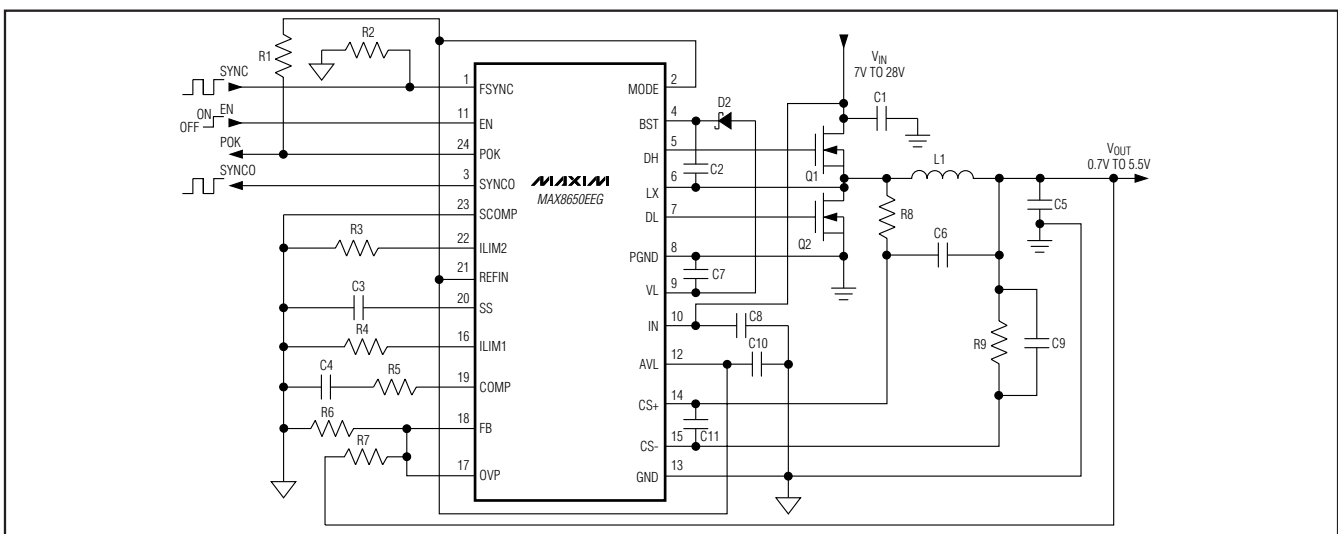 R1
R2
SYNC
1
FSYNC
ON
OFF
EN
11
EN
POK
24
POK
SYNCO
3
SYNCO
23
SCOMP
R3
22
ILIM2
21
REFIN
C3
20
SS
R4
16
ILIM1
C4
R5
19
COMP
R6
18
FB
R7
17
OVP
MAXIM
MAX8650EEG
MODE
2
BST
4
D2
DH
5
C2
LX
6
DL
7
PGND
8
C7
VL
9
IN
10
C8
AVL
12
C10
CS+
14
C11
CS-
15
GND
13
VIN
7V TO 28V
C1
Q1
Q2
L1
R8
C6
R9
C9
C5
VOUT
0.7V TO 5.5V